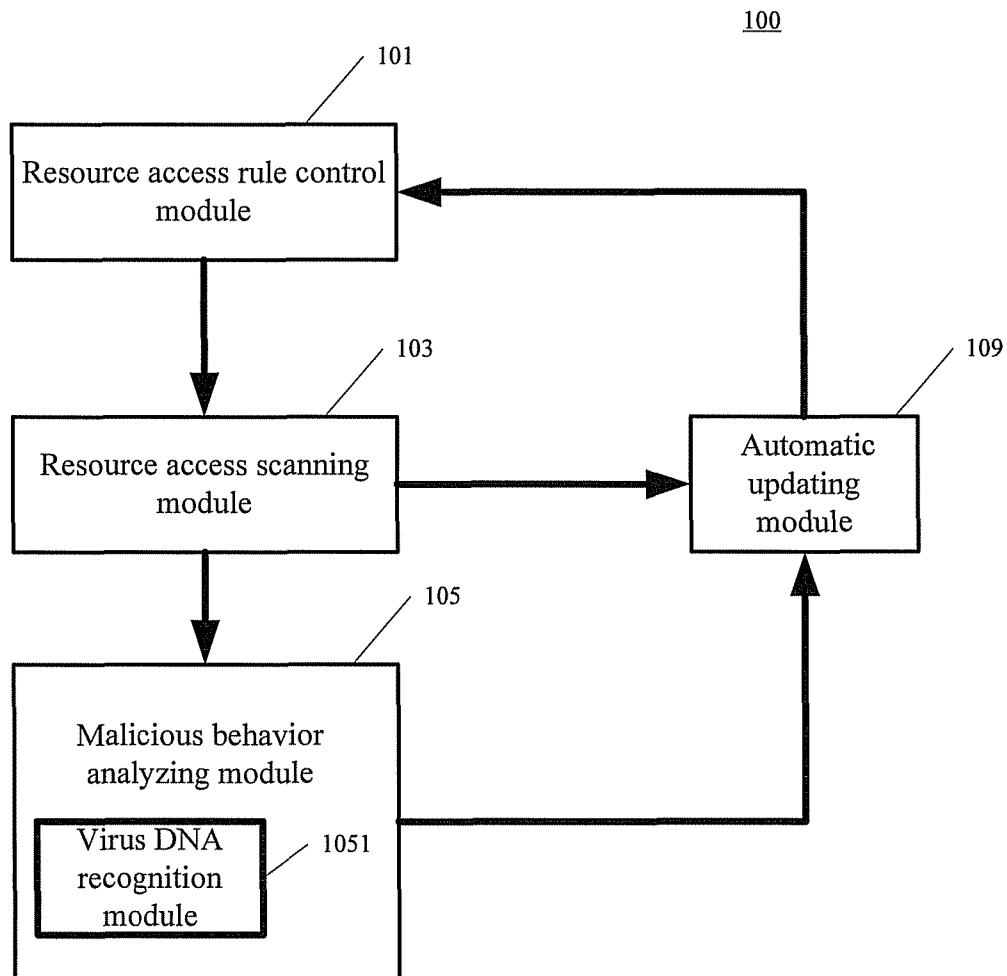 100
101
Resource access rule control
module
103
109
Resource access scanning
module
Automatic
updating
module
105
Malicious behavior
analyzing module
Virus DNA
recognition
module
1051